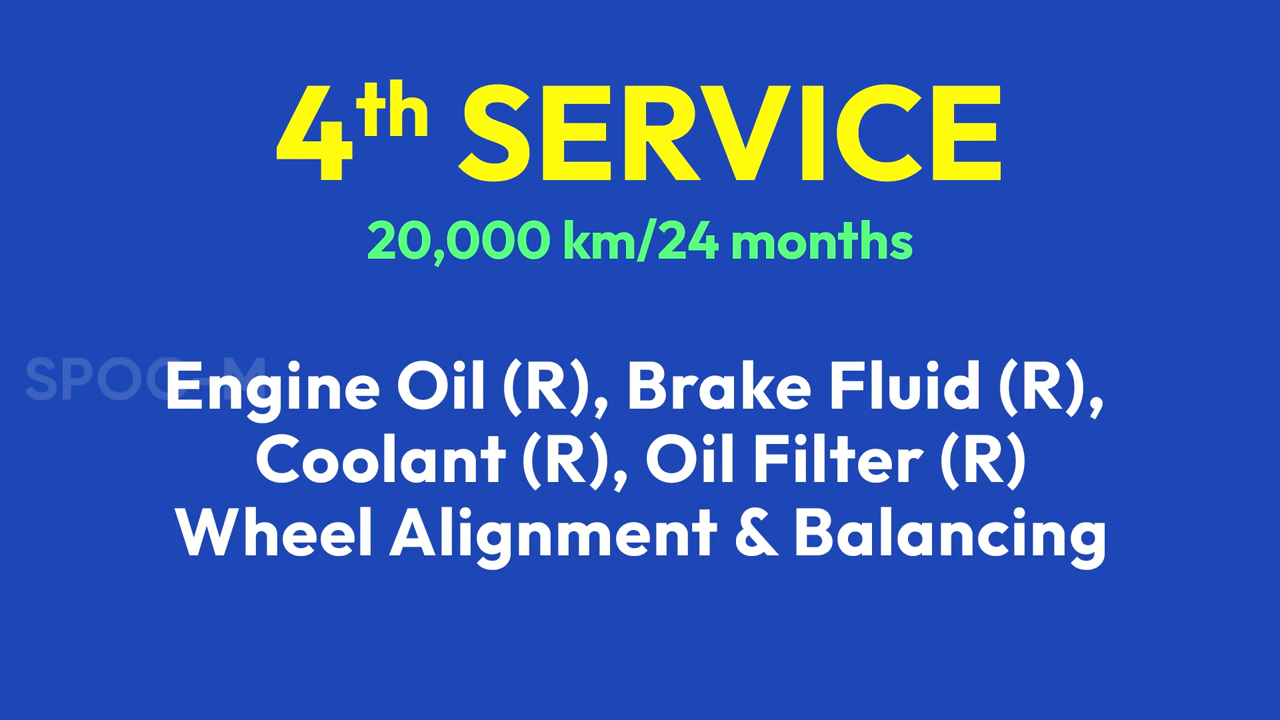 4th SERVICE
20,000 km/24 months
Engine Oil (R), Brake Fluid (R),
Coolant (R), Oil Filter (R)
Wheel Alignment & Balancing